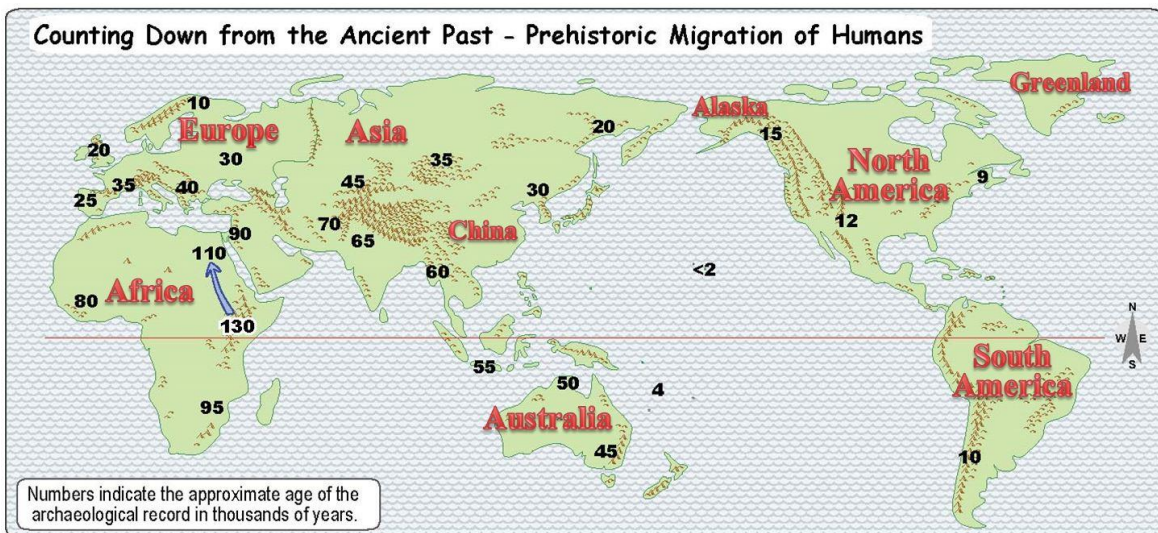 Counting Down from the Ancient Past - Prehistoric Migration of Humans
Greenland
10
Europe
Asia
20
Alaska
15
20
30
35
North
America
9
35
40
45
25
30
70
65
China
12
90
110
60
<2
80
Africa
130
N
W E
S
55
50
4
South
America
95
Australia
45
10
Numbers indicate the approximate age of the
archaeological record in thousands of years.